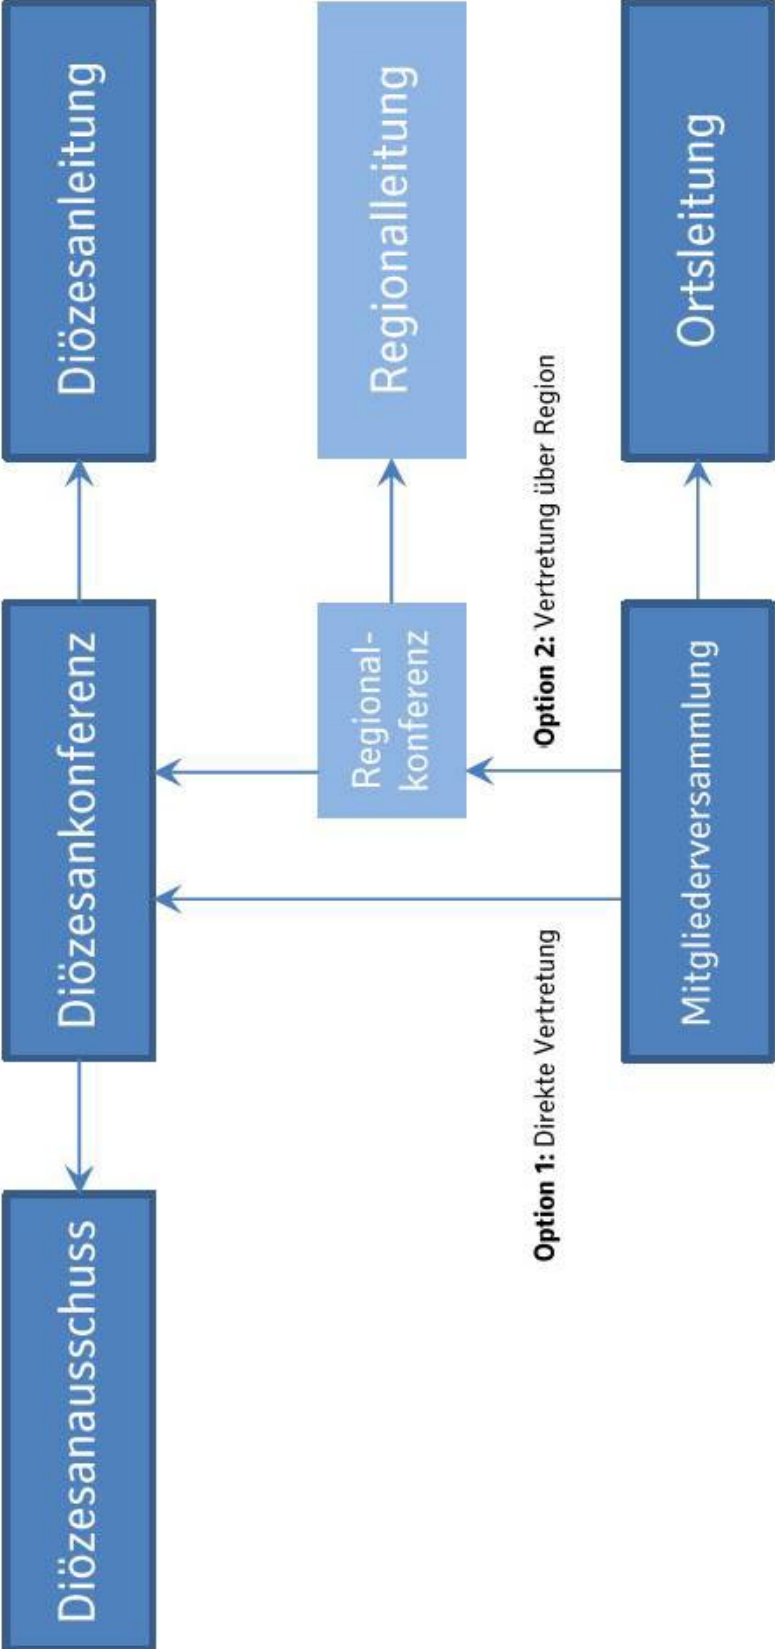 Diözesanausschuss
Diözesankonferenz
Diözesanleitung
Regional-
konferenz
Regionalleitung
Option 1: Direkte Vertretung
Option 2: Vertretung über Region
Mitgliederversammlung
Ortsleitung